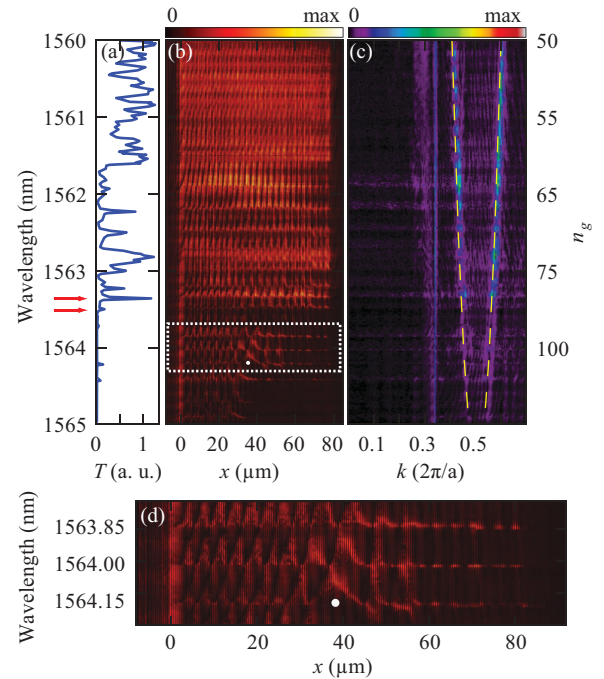 0 max 0 max
(a) (b) (c)
1560 50
1561 55
1562 65
1563 75
1564 100
1565
Wavelength (nm)
n_g
0 1 0 20 40 60 80 0.1 0.3 0.5
T (a. u.) x (μm) k (2π/a)
(d)
1563.85
1564.00
1564.15
Wavelength (nm)
0 20 40 60 80
x (μm)